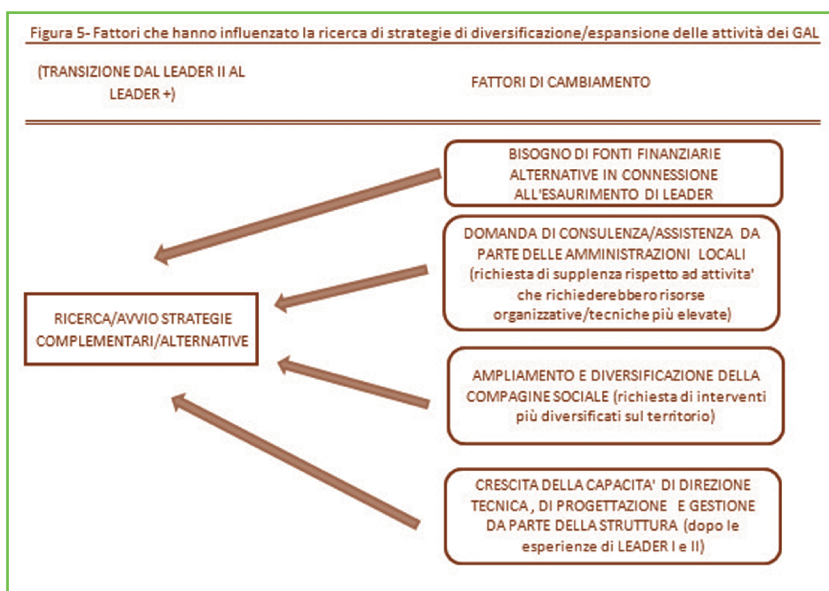 Figura 5- Fattori che hanno influenzato la ricerca di strategie di diversificazione/espansione delle attività dei GAL
(TRANSIZIONE DAL LEADER II AL
LEADER +)
FATTORI DI CAMBIAMENTO
BISOGNO DI FONTI FINANZIARIE
ALTERNATIVE IN CONNESSIONE
ALL'ESAURIMENTO DI LEADER
DOMANDA DI CONSULENZA/ASSISTENZA DA
PARTE DELLE AMMINISTRAZIONI LOCALI
(richiesta di supplenza rispetto ad attivita'
che richiederebbero risorse
organizzative/tecniche più elevate)
RICERCA/AVVIO STRATEGIE
COMPLEMENTARI/ALTERNATIVE
AMPLIAMENTO E DIVERSIFICAZIONE DELLA
COMPAGINE SOCIALE (richiesta di interventi
più diversificati sul territorio)
CRESCITA DELLA CAPACITA' DI DIREZIONE
TECNICA , DI PROGETTAZIONE E GESTIONE
DA PARTE DELLA STRUTTURA (dopo le
esperienze di LEADER I e II)